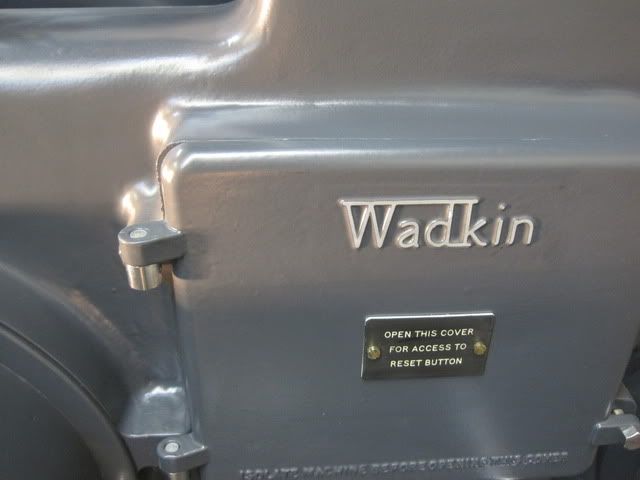 Wadkin
OPEN THIS COVER
FOR ACCESS TO
RESET BUTTON
ISOLATE MACHINE BEFORE OPENING THIS COVER